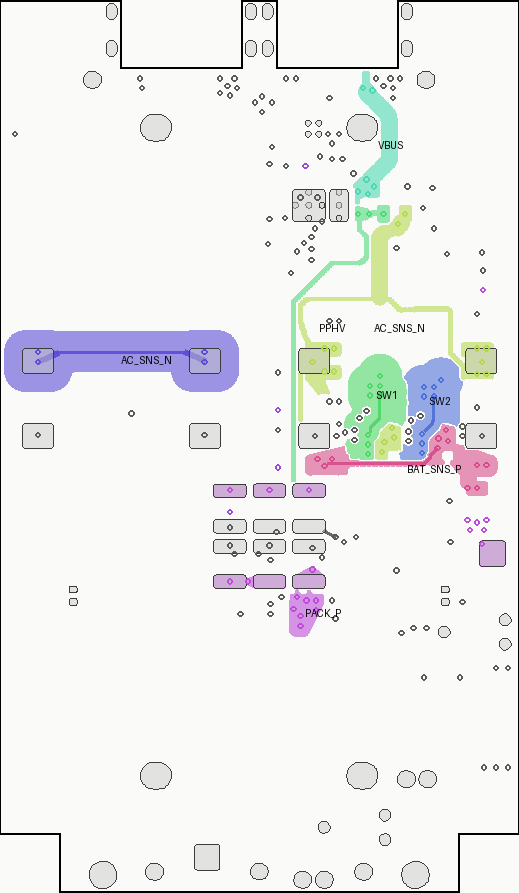 VBUS
PPHV AC_SNS_N
AC_SNS_N
SW1
SW2
BAT_SNS_P
PACK_P